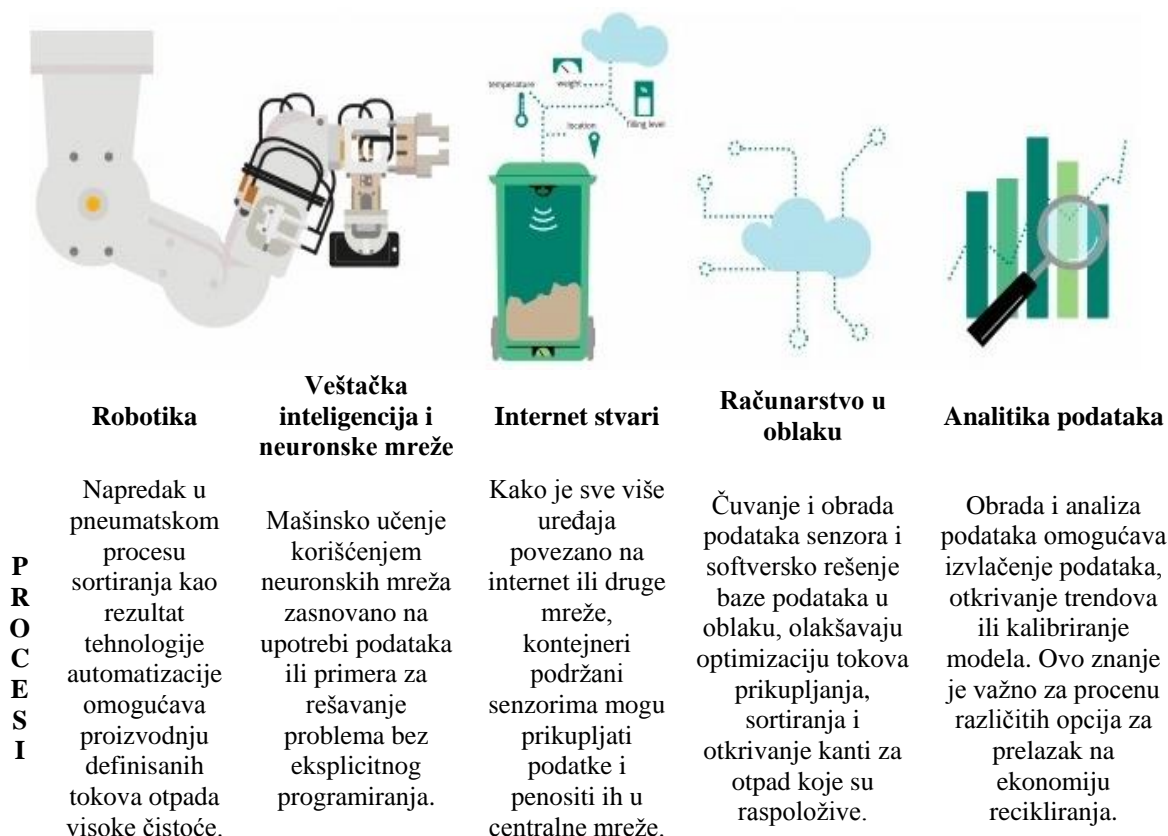 temperature
weight
location
filling level
Robotika
Veštačka
inteligencija i
neuronske mreže
Internet stvari
Računarstvo u
oblaku
Analitika podataka
P
R
O
C
E
S
I
Napredak u
pneumatskom
procesu
sortiranja kao
rezultat
tehnologije
automatizacije
omogućava
proizvodnju
definisanih
tokova otpada
visoke čistoće.
Mašinsko učenje
korišćenjem
neuronskih mreža
zasnovano na
upotrebi podataka
ili primera za
rešavanje
problema bez
eksplicitnog
programiranja.
Kako je sve više
uređaja
povezano na
internet ili druge
mreže,
kontejneri
podržani
senzorima mogu
prikupljati
podatke i
penositi ih u
centralne mreže.
Čuvanje i obrada
podataka senzora i
softversko rešenje
baze podataka u
oblaku, olakšavaju
optimizaciju tokova
prikupljanja,
sortiranja i
otkrivanje kanti za
otpad koje su
raspoložive.
Obrada i analiza
podataka omogućava
izvlačenje podataka,
otkrivanje trendova
ili kalibriranje
modela. Ovo znanje
je važno za procenu
različitih opcija za
prelazak na
ekonomiju
recikliranja.